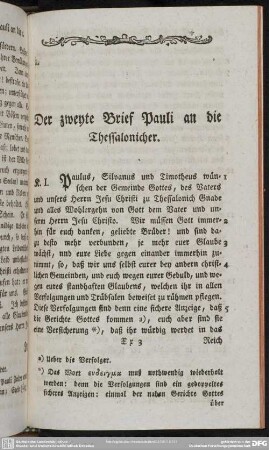 Der zweyte Brief Pauli an die
Thessalonicher.
K. I. Paulus, Silvanus und Timotheus wün- 1
schen der Gemeinde Gottes, des Vaters
und unsers Herrn Jesu Christi zu Thessalonich Gnade
und alles Wohlergehn von Gott dem Vater und un-
sers Herrn Jesu Christo. Wir müssen Gott immer- 2
hin für euch danken, geliebte Brüder! und sind da-
zu desto mehr verbunden, je mehr euer Glaube 3
wächst, und eure Liebe gegen einander immerhin zu-
nimmt, so, daß wir uns selbst eurer bey andern christ- 4
lichen Gemeinden, und euch wegen eurer Geduld, und we-
gen eures standhaften Glaubens, welchen ihr in allen
Verfolgungen und Trübsalen beweiset zu rühmen pflegen.
Diese Verfolgungen sind denn eine sichere Anzeige, daß 5
die Gerichte Gottes kommen a), euch aber sind sie
eine Versicherung *), daß ihr würdig werdet in das
E x 3 Reich
a) Ueber die Verfolger.
*) Das Wort ενδειγμα muß nothwendig wiederholt
werden: denn die Verfolgungen sind ein gedoppeltes
sicheres Anzeigen: einmal der nahen Gerichte Gottes
über